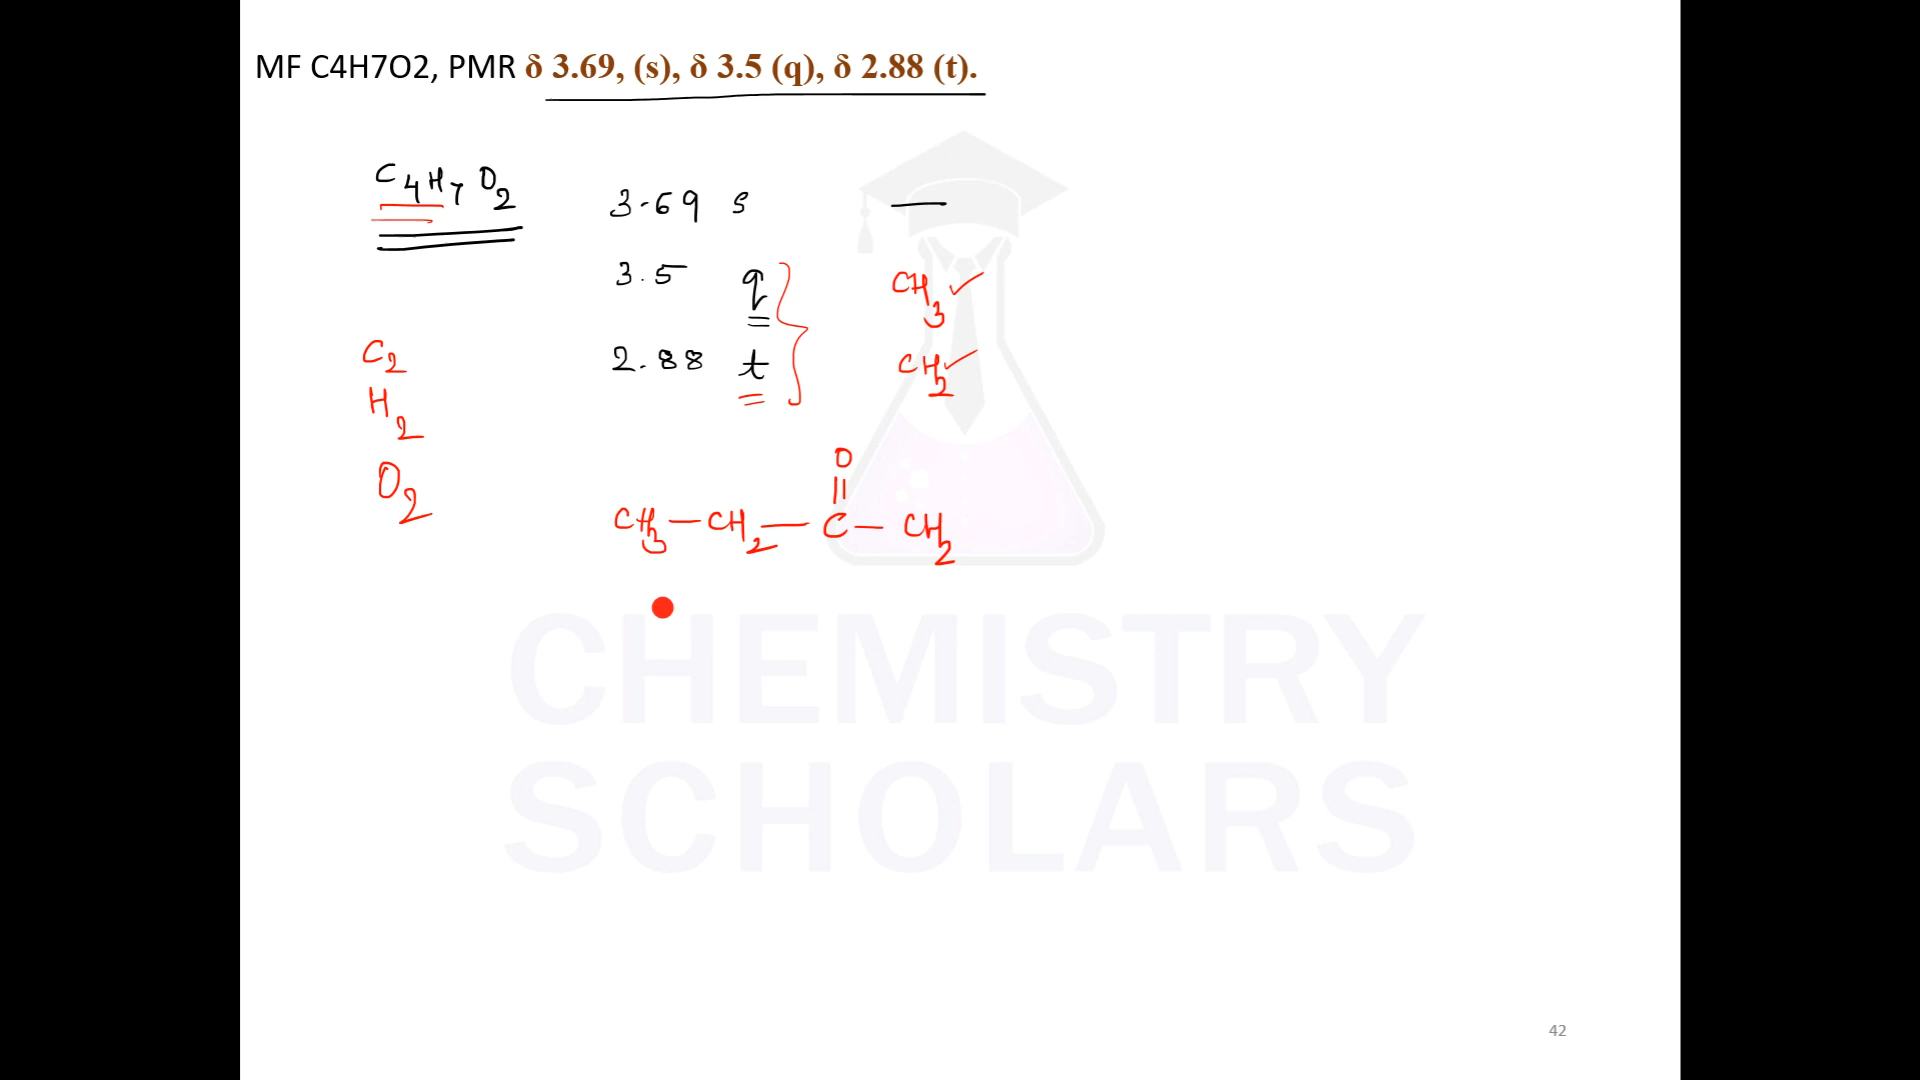 MF C4H7O2, PMR δ 3.69, (s), δ 3.5 (q), δ 2.88 (t).
C4H7O2 3.69 s —
3.5 q CH3 ✓
2.88 t CH2 ✓
C2
H2
O2
O
||
CH3 — CH2 — C — CH2
CHEMISTRY
SCHOLARS
42